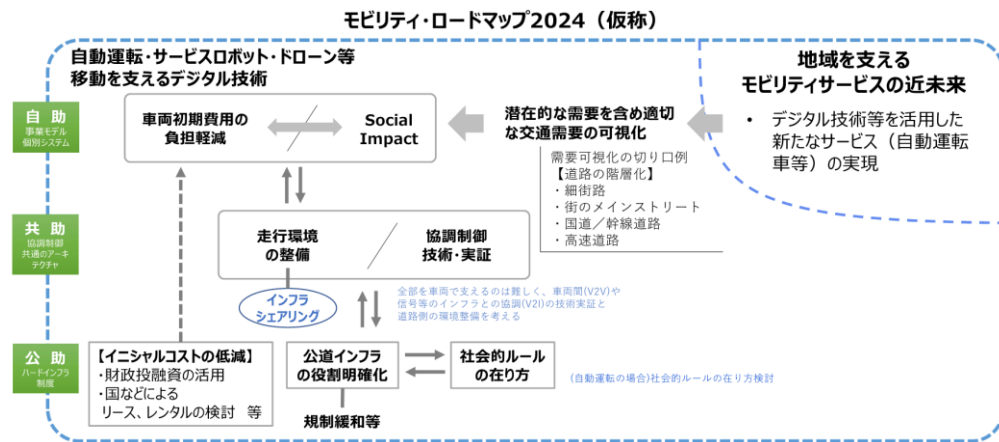 モビリティ・ロードマップ2024（仮称）
自動運転・サービスロボット・ドローン等
移動を支えるデジタル技術
地域を支える
モビリティサービスの近未来
• デジタル技術等を活用した
新たなサービス（自動運転
車等）の実現
自 助
事業モデル
個別システム
車両初期費用の
負担軽減
Social
Impact
潜在的な需要を含め適切
な交通需要の可視化
需要可視化の切り口例
【道路の階層化】
・細街路
・街のメインストリート
・国道／幹線道路
・高速道路
共 助
協調制御
共通のアーキ
テクチャ
走行環境
の整備
協調制御
技術・実証
インフラ
シェアリング
全部を車両で支えるのは難しく、車両間(V2V)や
信号等のインフラとの協調(V2I)の技術実証と
道路側の環境整備を考える
公 助
ハードインフラ
制度
【イニシャルコストの低減】
・財政投融資の活用
・国などによる
リース、レンタルの検討 等
公道インフラ
の役割明確化
社会的ルール
の在り方
(自動運転の場合)社会的ルールの在り方検討
規制緩和等